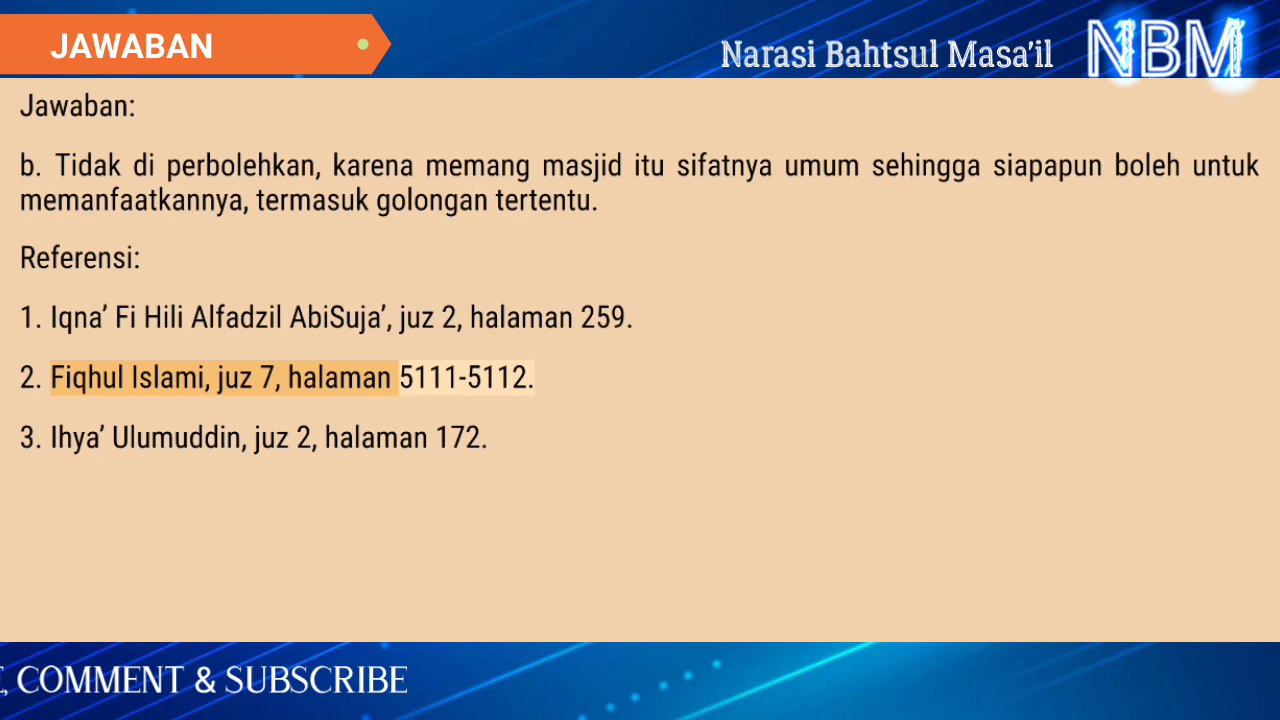 JAWABAN
Narasi Bahtsul Masa'il
NBM
Jawaban:
b. Tidak di perbolehkan, karena memang masjid itu sifatnya umum sehingga siapapun boleh untuk
memanfaatkannya, termasuk golongan tertentu.
Referensi:
1. Iqna' Fi Hili Alfadzil AbiSuja', juz 2, halaman 259.
2. Fiqhul Islami, juz 7, halaman 5111-5112.
3. Ihya' Ulumuddin, juz 2, halaman 172.
, COMMENT & SUBSCRIBE